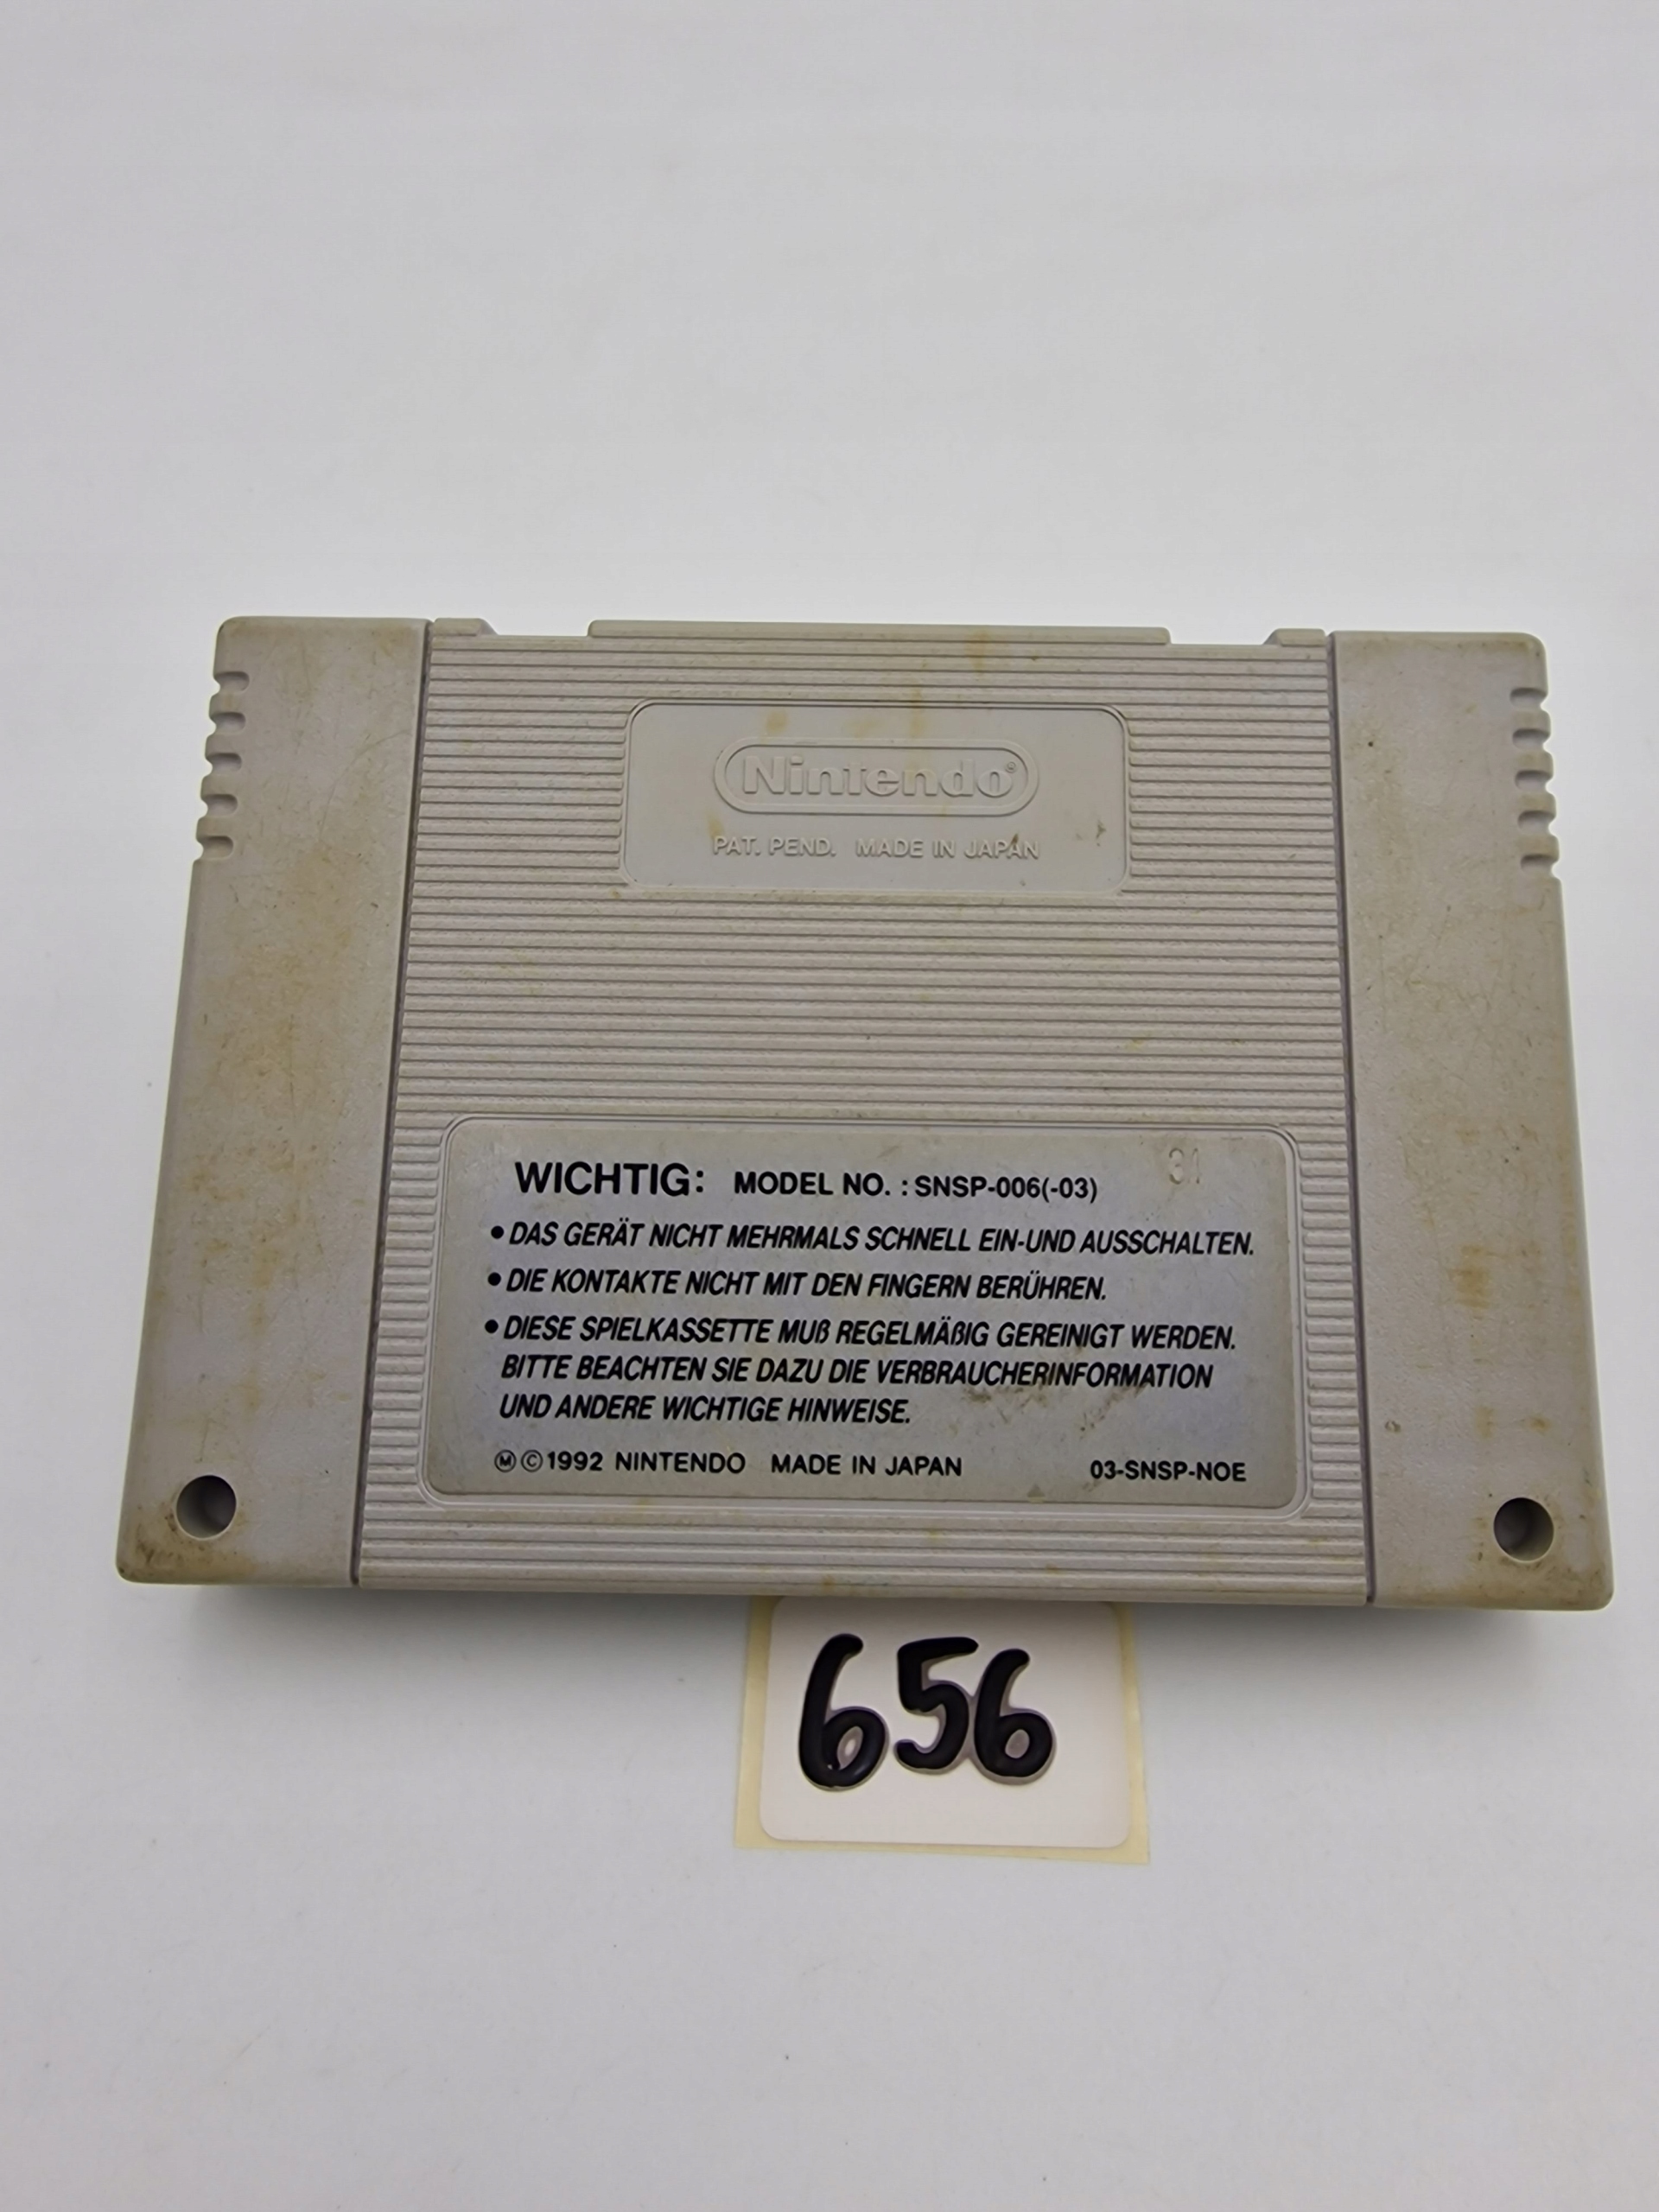 Nintendo®
PAT. PEND. MADE IN JAPAN
WICHTIG: MODEL NO. : SNSP-006(-03)
31
• DAS GERÄT NICHT MEHRMALS SCHNELL EIN-UND AUSSCHALTEN.
• DIE KONTAKTE NICHT MIT DEN FINGERN BERÜHREN.
• DIESE SPIELKASSETTE MUß REGELMÄßIG GEREINIGT WERDEN.
BITTE BEACHTEN SIE DAZU DIE VERBRAUCHERINFORMATION
UND ANDERE WICHTIGE HINWEISE.
Ⓜ©1992 NINTENDO MADE IN JAPAN 03-SNSP-NOE
656